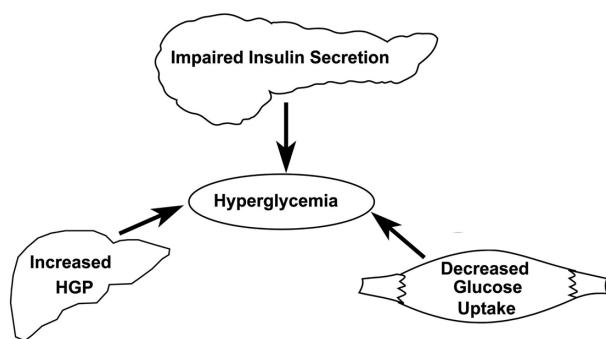 Impaired Insulin Secretion
Hyperglycemia
Increased
HGP
Decreased
Glucose
Uptake